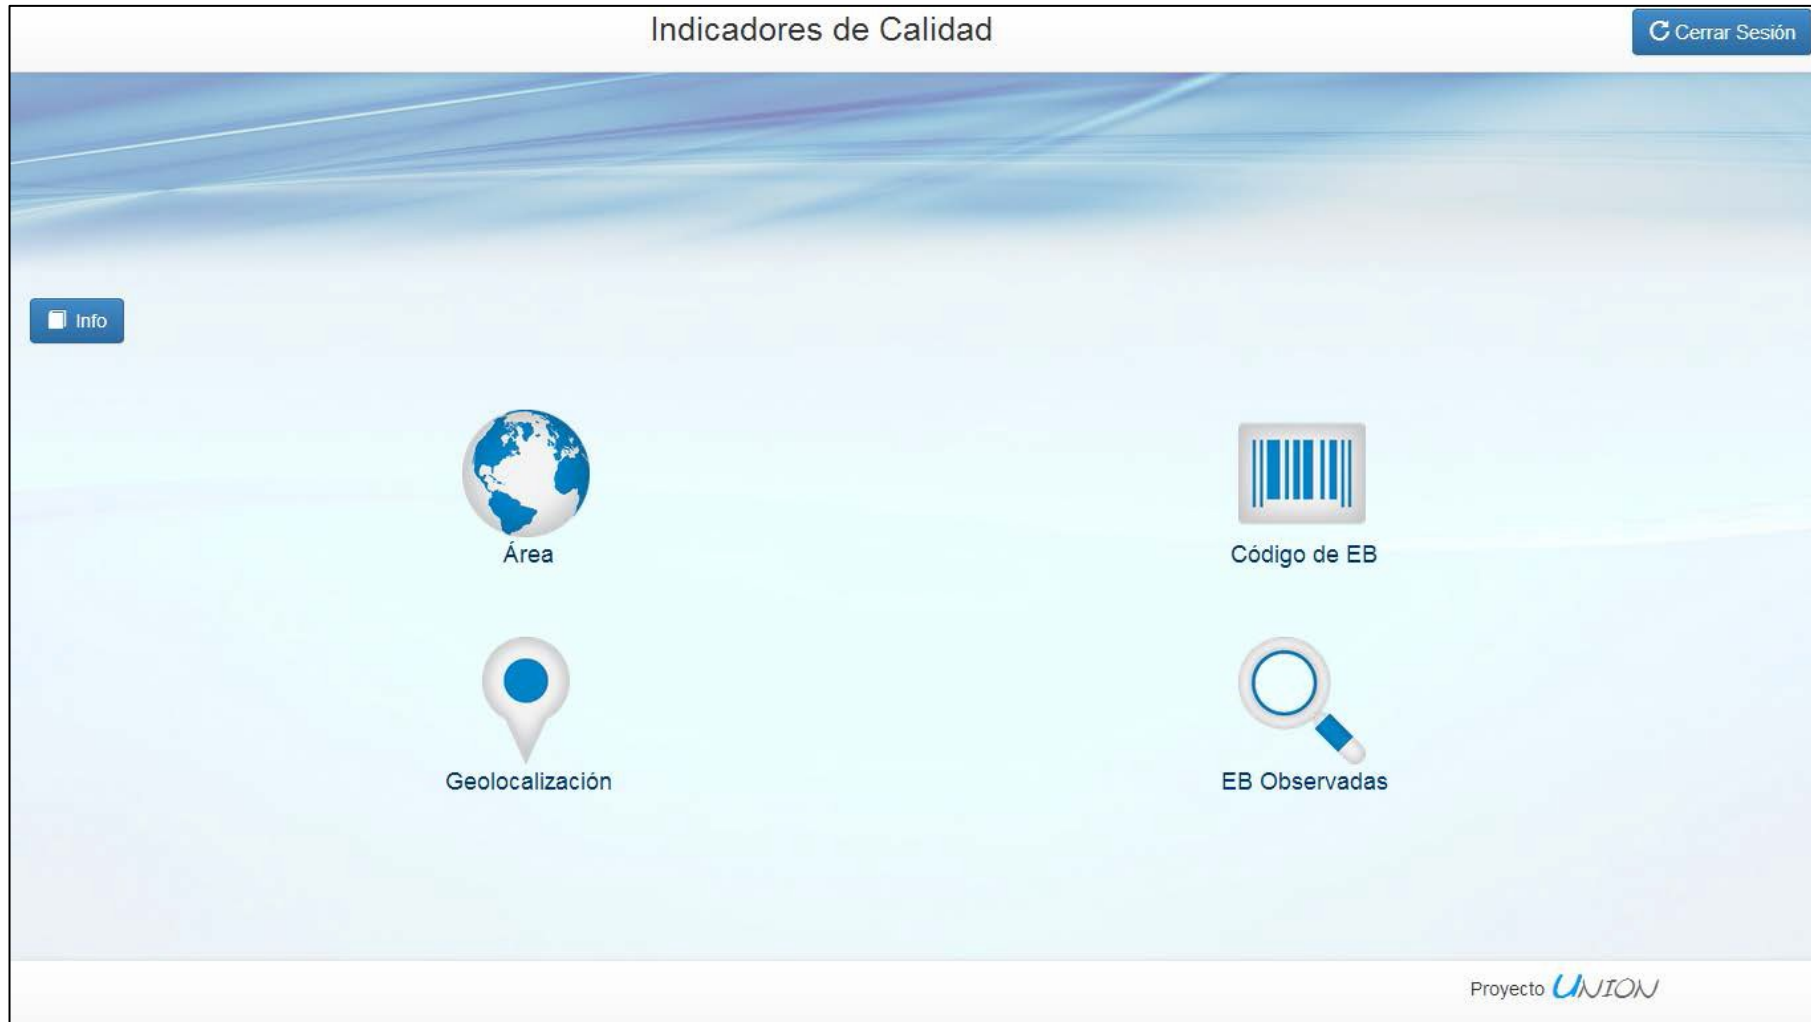 Indicadores de Calidad
Cerrar Sesión
Info
Área
Código de EB
Geolocalización
EB Observadas
Proyecto UNION